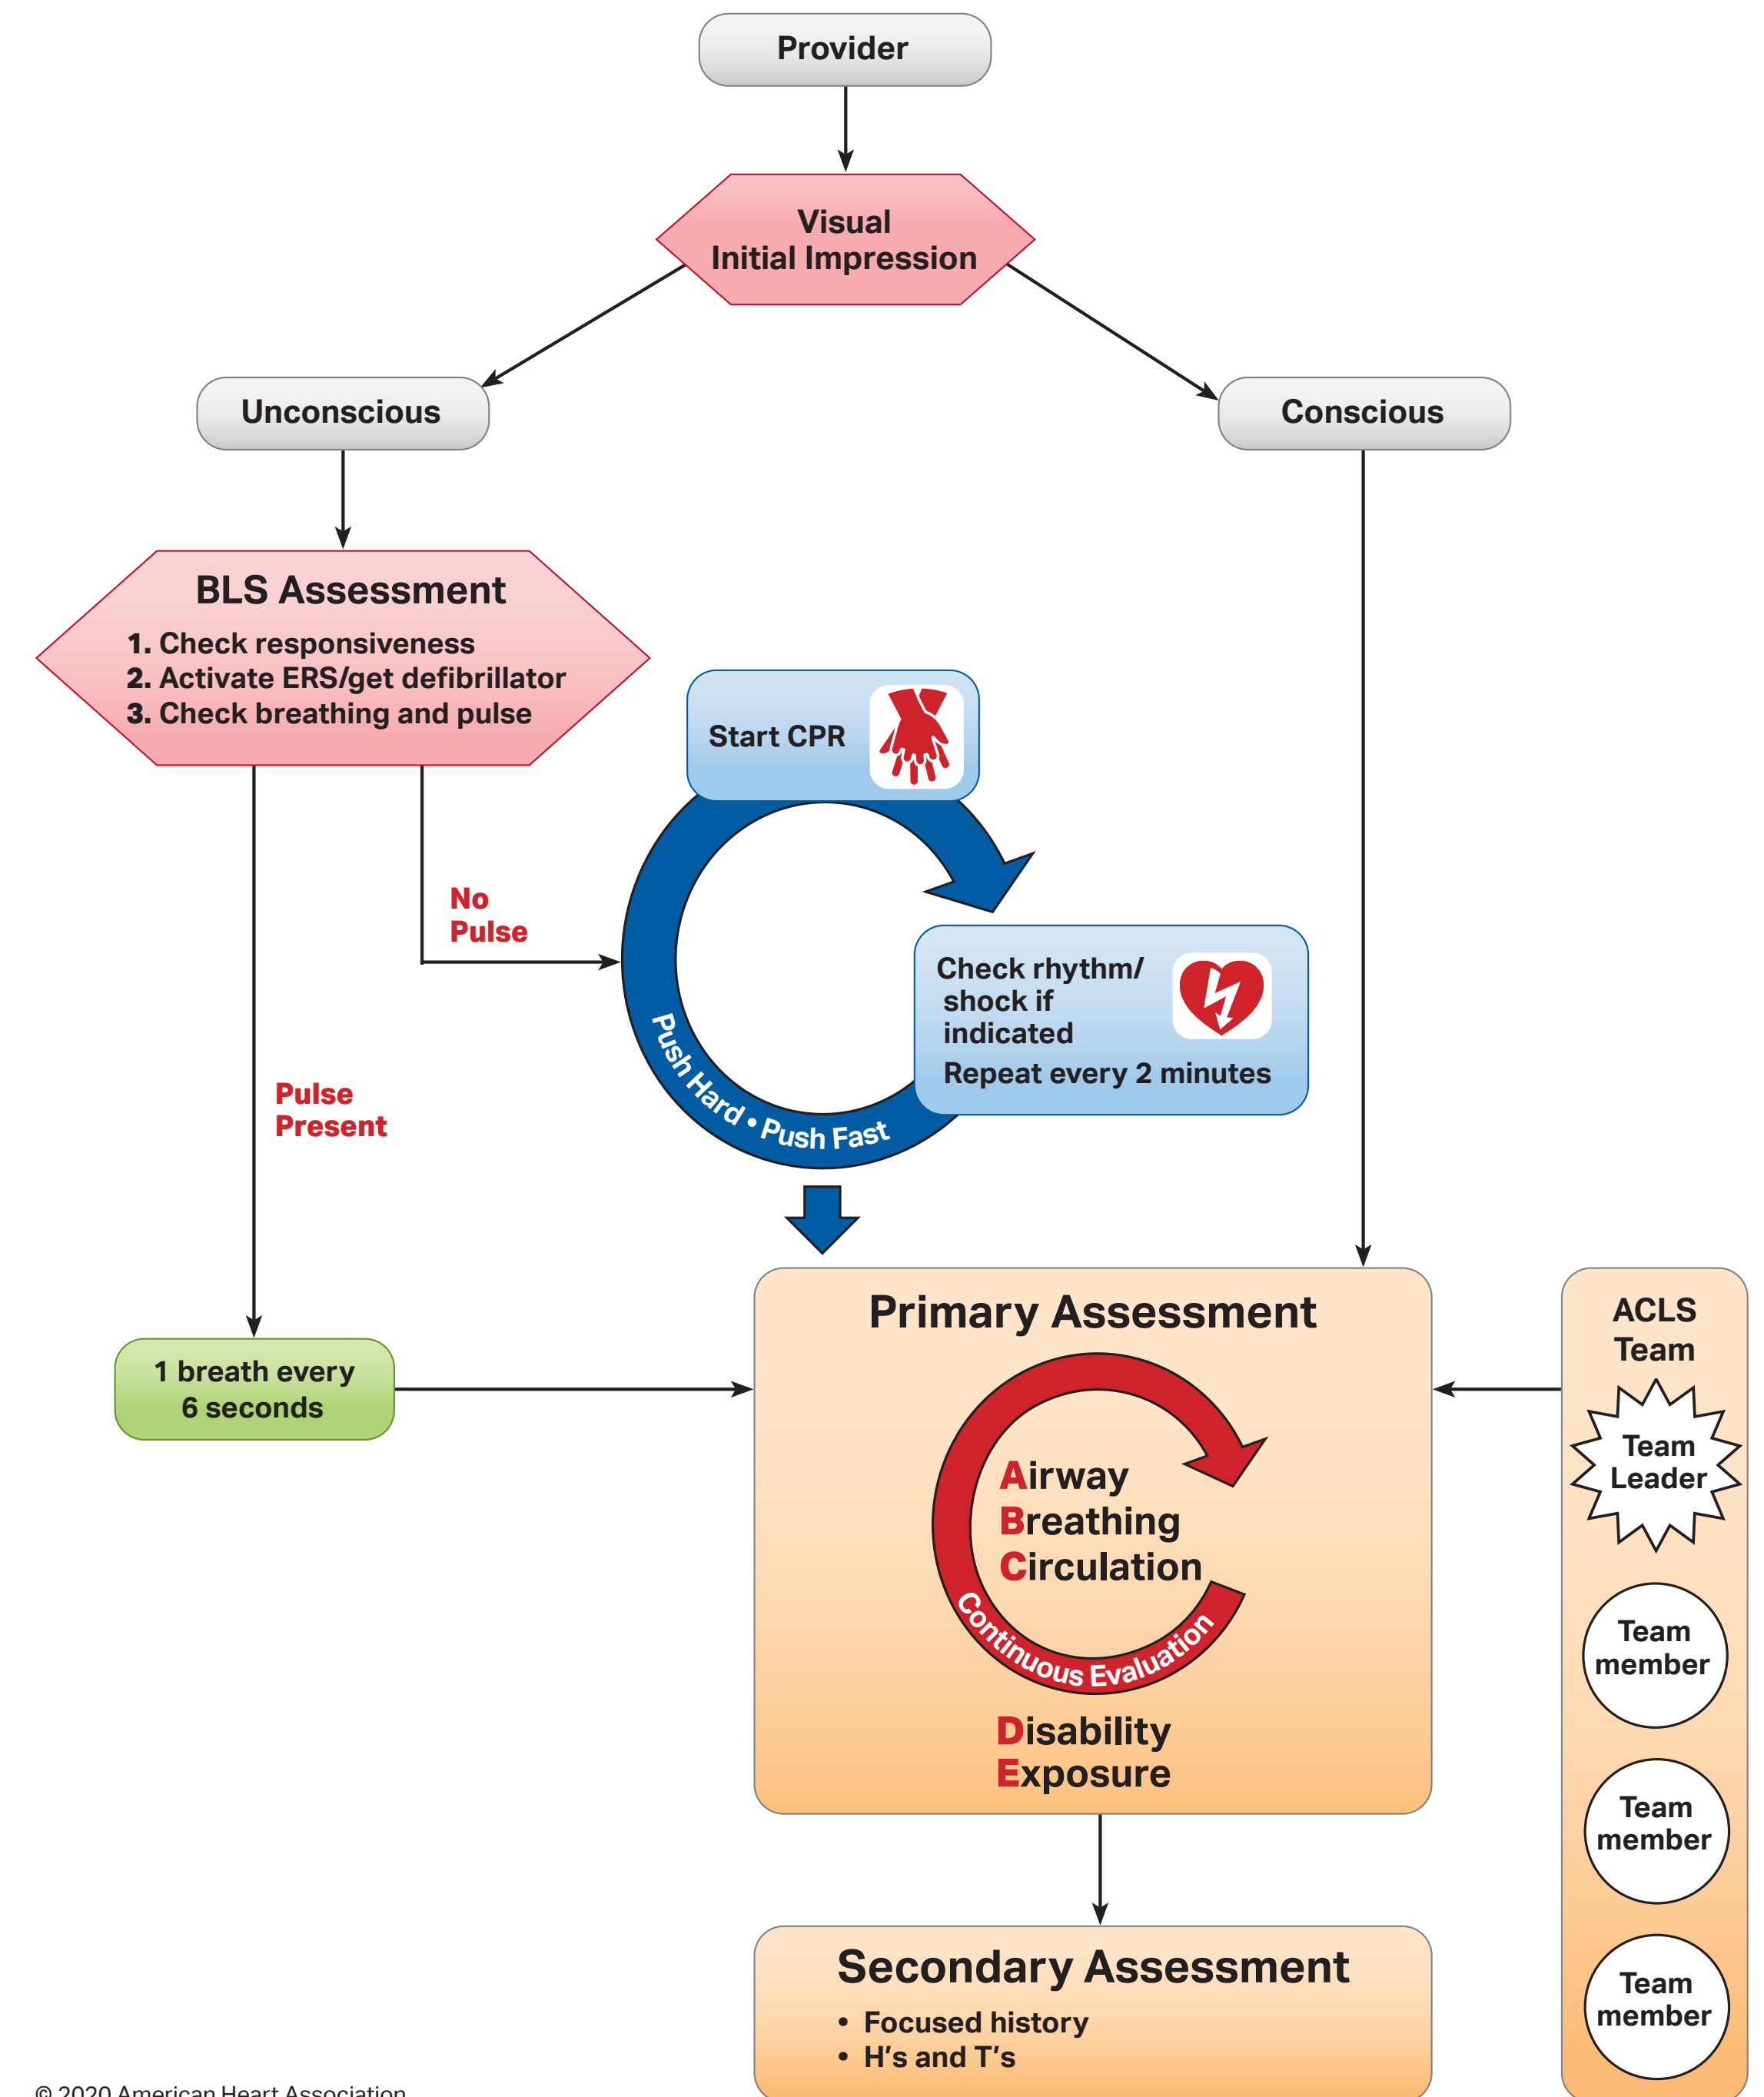 Provider
Visual
Initial Impression
Unconscious
Conscious
BLS Assessment
1. Check responsiveness
2. Activate ERS/get defibrillator
3. Check breathing and pulse
Start CPR
No
Pulse
Check rhythm/
shock if
indicated
Repeat every 2 minutes
Push Hard • Push Fast
Pulse
Present
1 breath every
6 seconds
Primary Assessment
Airway
Breathing
Circulation
Continuous Evaluation
Disability
Exposure
ACLS
Team
Team
Leader
Team
member
Team
member
Team
member
Secondary Assessment
• Focused history
• H's and T's
© 2020 American Heart Association